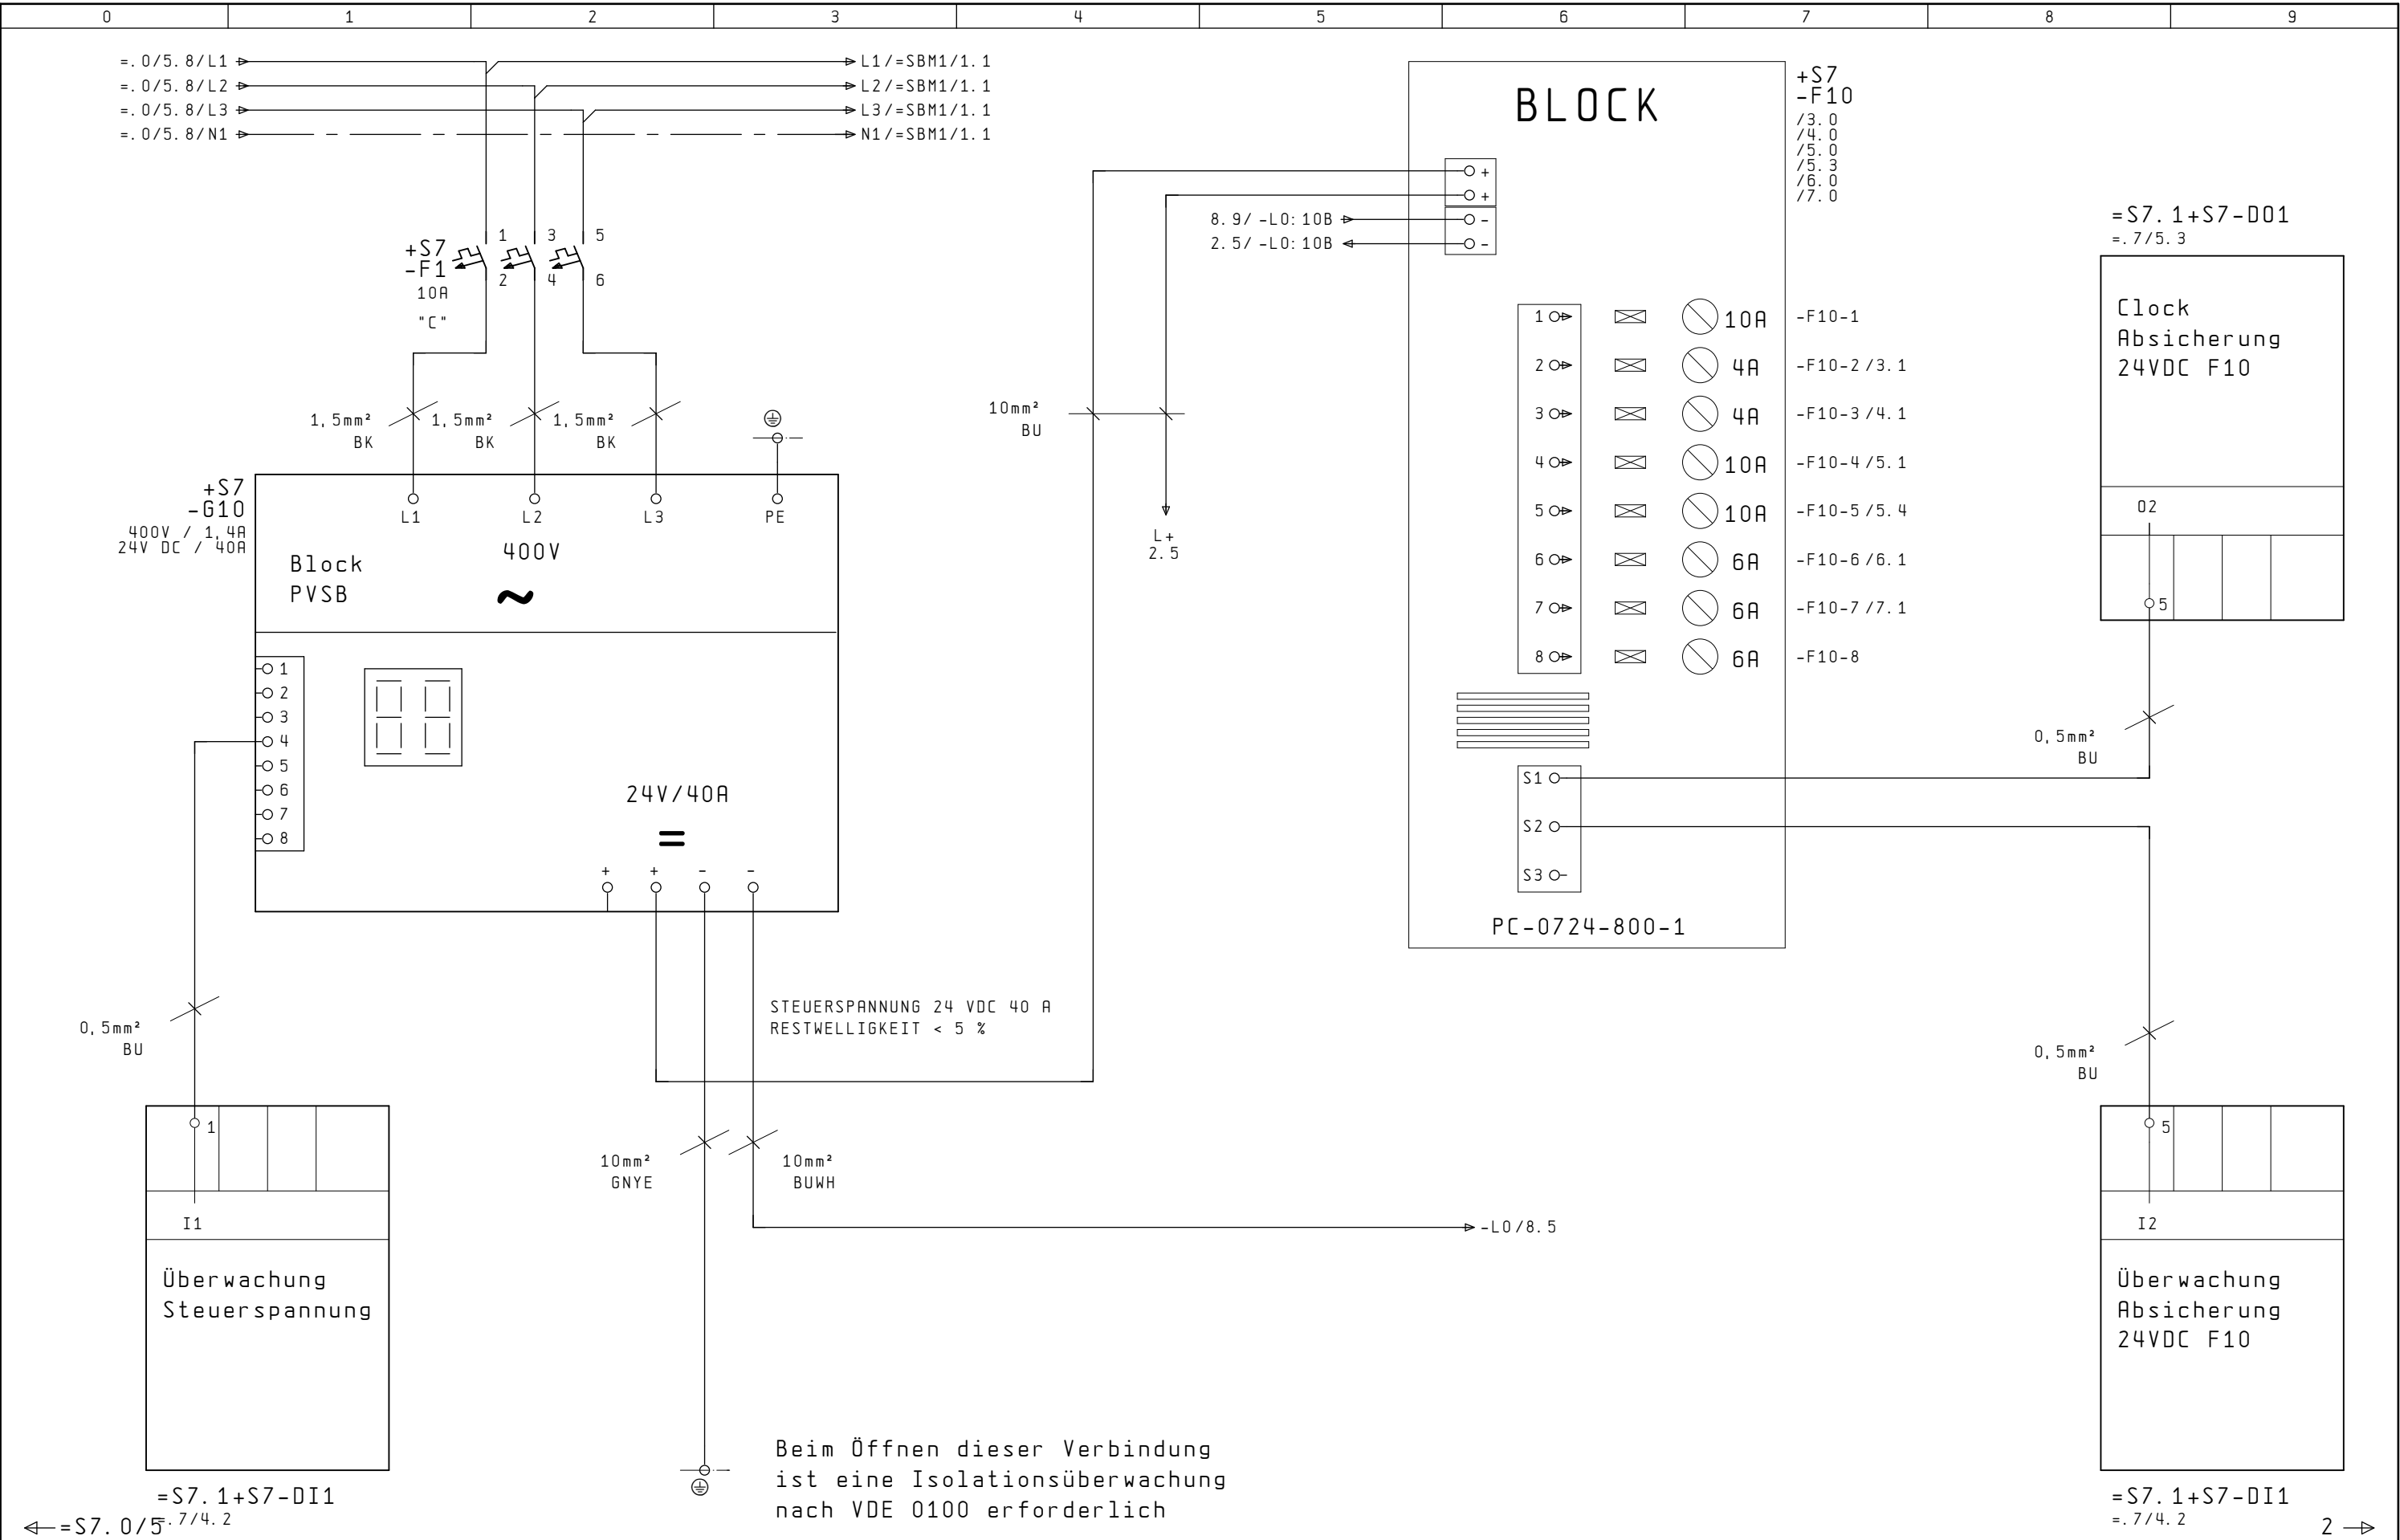 0 1 2 3 4 5 6 7 8 9
=.0/5.8/L1
L1/=SBM1/1.1
=.0/5.8/L2
L2/=SBM1/1.1
=.0/5.8/L3
L3/=SBM1/1.1
=.0/5.8/N1
N1/=SBM1/1.1
+S7
-F1
10A
"C"
1 3 5
2 4 6
1,5mm²
BK
1,5mm²
BK
1,5mm²
BK
+S7
-G10
400V / 1,4A
24V DC / 40A
L1 L2 L3 PE
Block
PVSB
400V
~
1
2
3
4
5
6
7
8
24V/40A
=
+ + - -
0,5mm²
BU
1
I1
Überwachung
Steuerspannung
=S7.1+S7-DI1
=.7/4.2
←=S7.0/5
STEUERSPANNUNG 24 VDC 40 A
RESTWELLIGKEIT < 5 %
10mm²
GNYE
10mm²
BUWH
-L0/8.5
Beim Öffnen dieser Verbindung
ist eine Isolationsüberwachung
nach VDE 0100 erforderlich
10mm²
BU
L+
2.5
8.9/-L0:10B
2.5/-L0:10B
BLOCK
+
+
-
-
+S7
-F10
/3.0
/4.0
/5.0
/5.3
/6.0
/7.0
1 10A -F10-1
2 4A -F10-2/3.1
3 4A -F10-3/4.1
4 10A -F10-4/5.1
5 10A -F10-5/5.4
6 6A -F10-6/6.1
7 6A -F10-7/7.1
8 6A -F10-8
S1
S2
S3
PC-0724-800-1
=S7.1+S7-DO1
=.7/5.3
Clock
Absicherung
24VDC F10
O2
5
0,5mm²
BU
0,5mm²
BU
5
I2
Überwachung
Absicherung
24VDC F10
=S7.1+S7-DI1
=.7/4.2
2 →